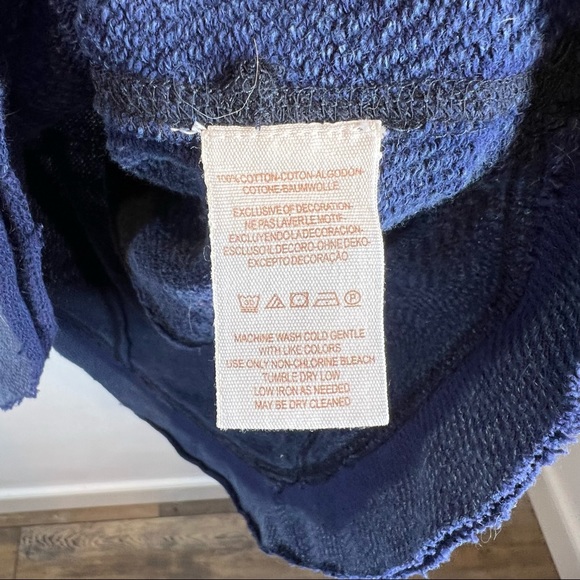 100% COTTON-COTON-ALGODON-
COTONE-BAUMWOLLE
EXCLUSIVE OF DECORATION-
NE PAS LAVER LE MOTIF-
EXCLUYENDO LA DECORACION-
ESCLUSO IL DECORO-OHNE DEKO-
EXCEPTO DECORAÇÃO
P
MACHINE WASH COLD GENTLE
WITH LIKE COLORS
USE ONLY NON-CHLORINE BLEACH
TUMBLE DRY LOW
LOW IRON AS NEEDED
MAY BE DRY CLEANED